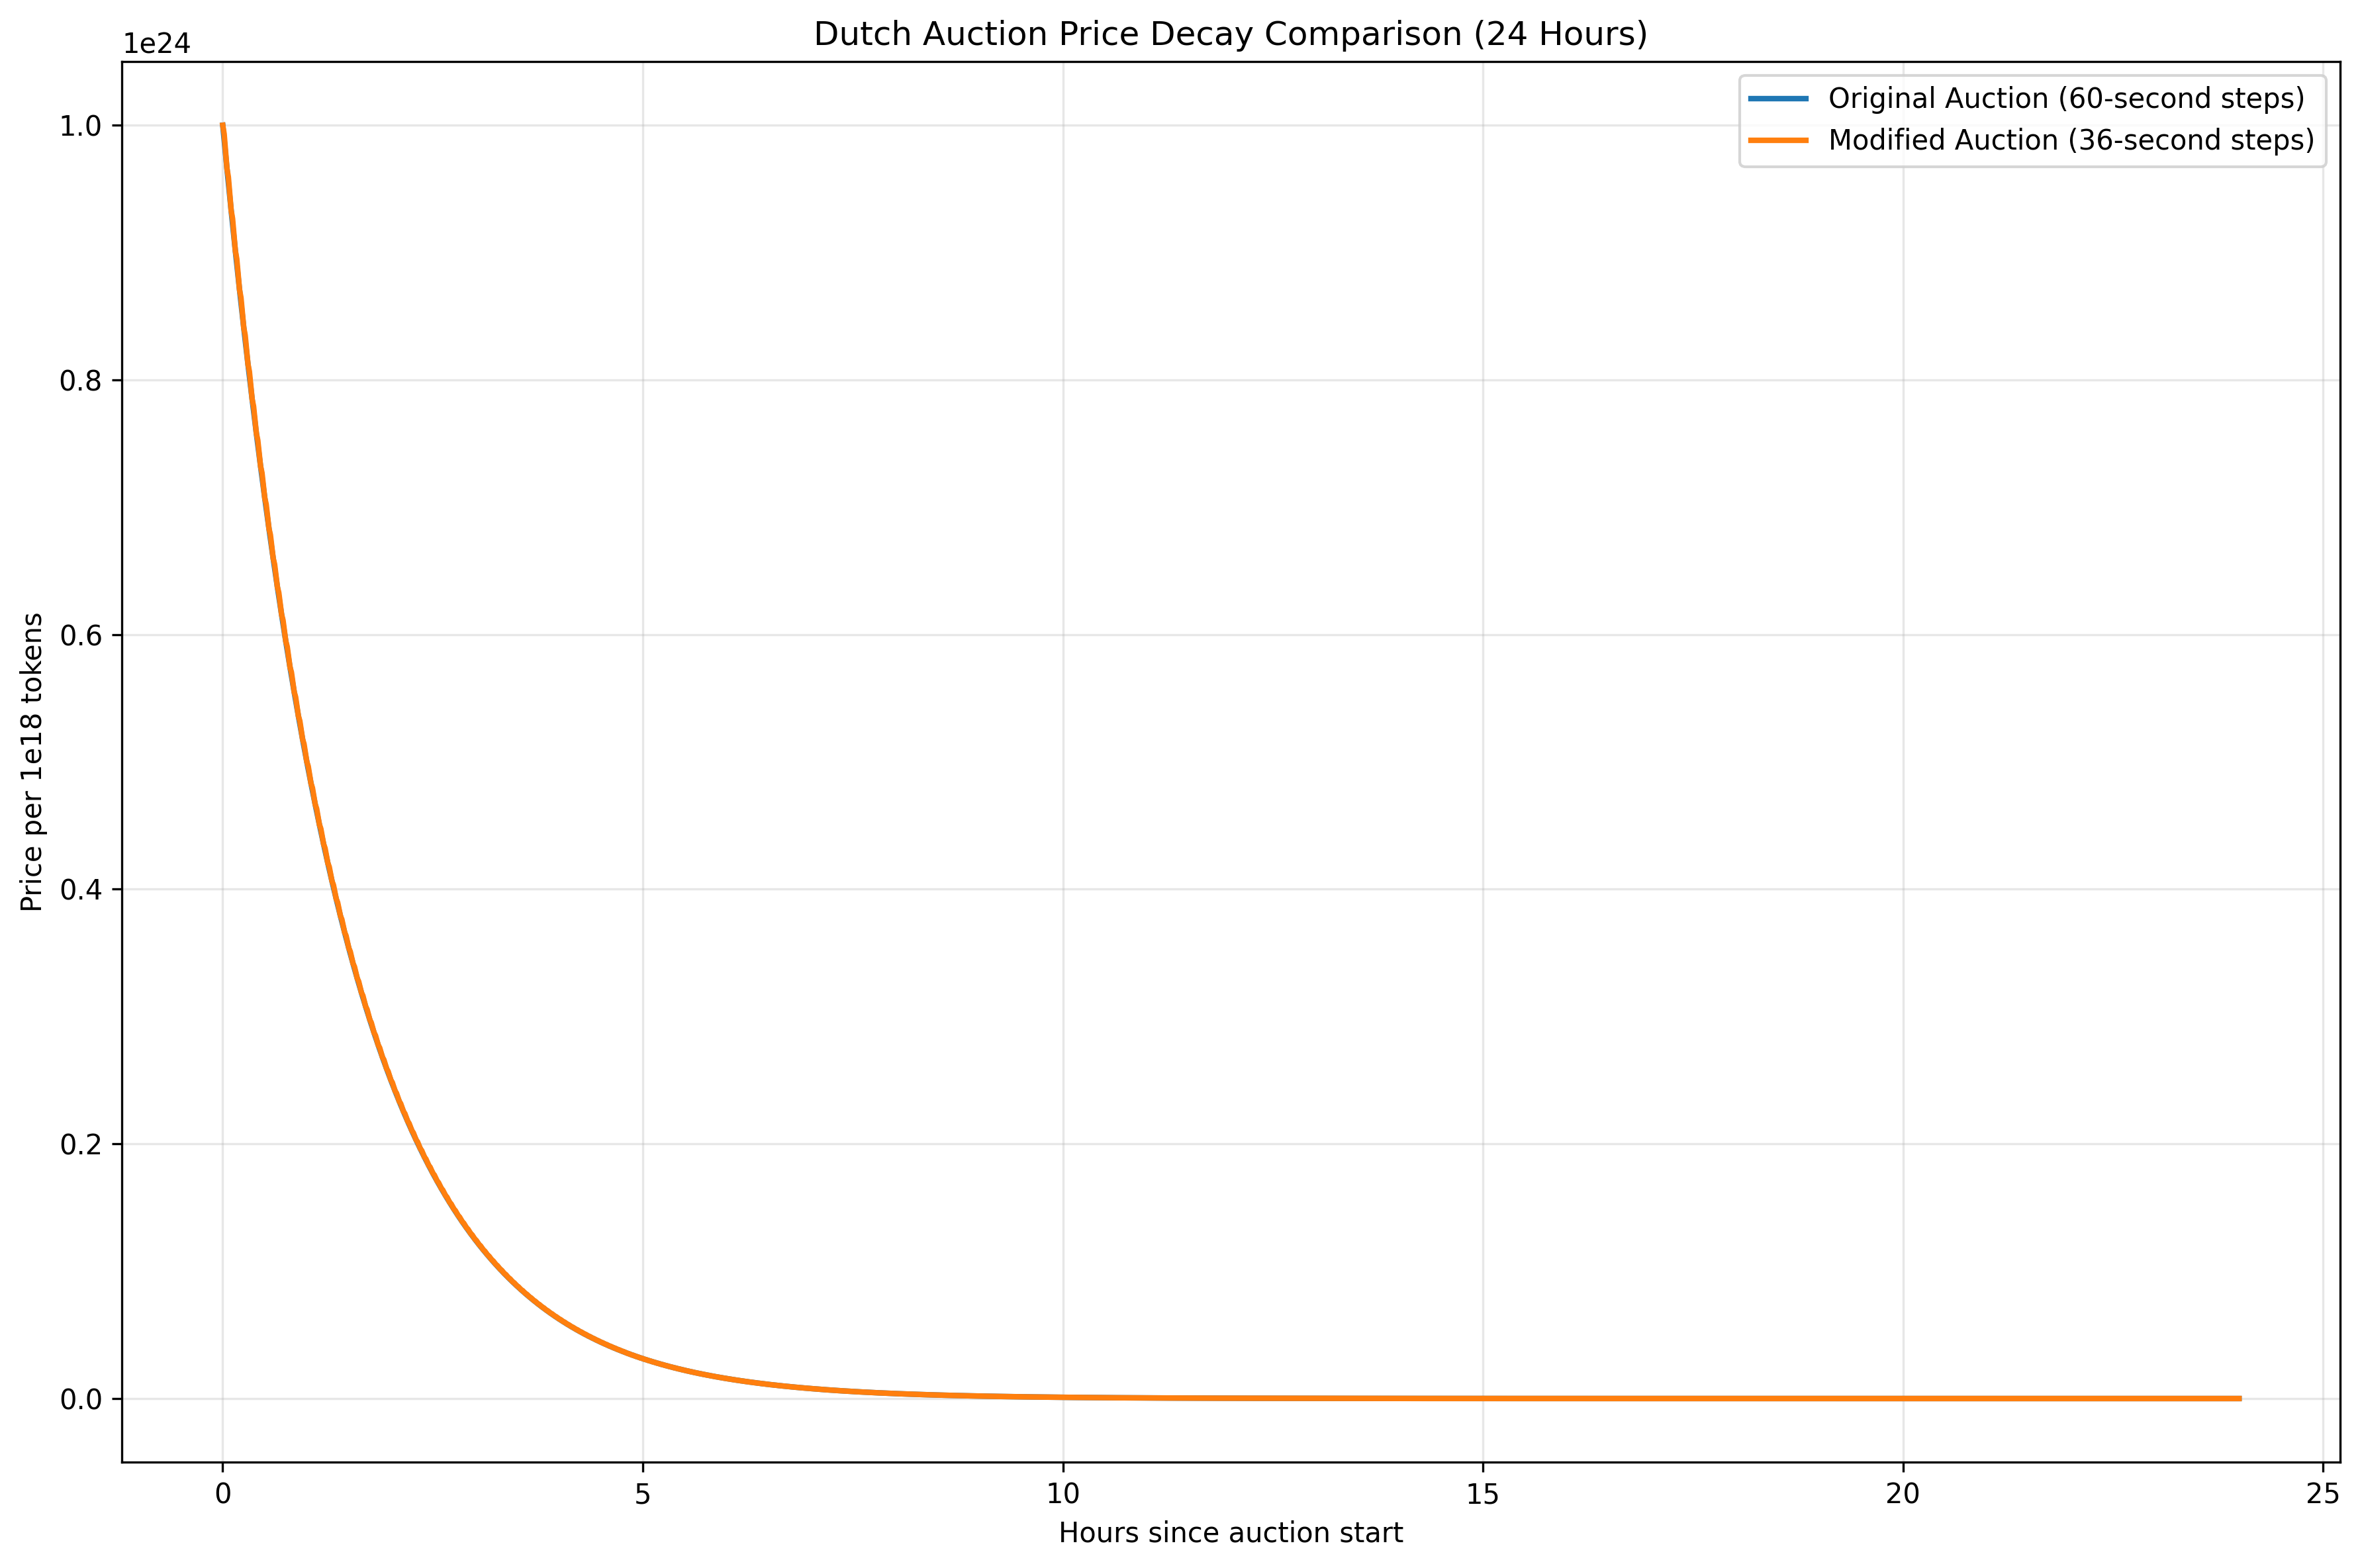 Dutch Auction Price Decay Comparison (24 Hours)
1e24
Original Auction (60-second steps)
Modified Auction (36-second steps)
1.0
0.8
0.6
0.4
0.2
0.0
Price per 1e18 tokens
0 5 10 15 20 25
Hours since auction start